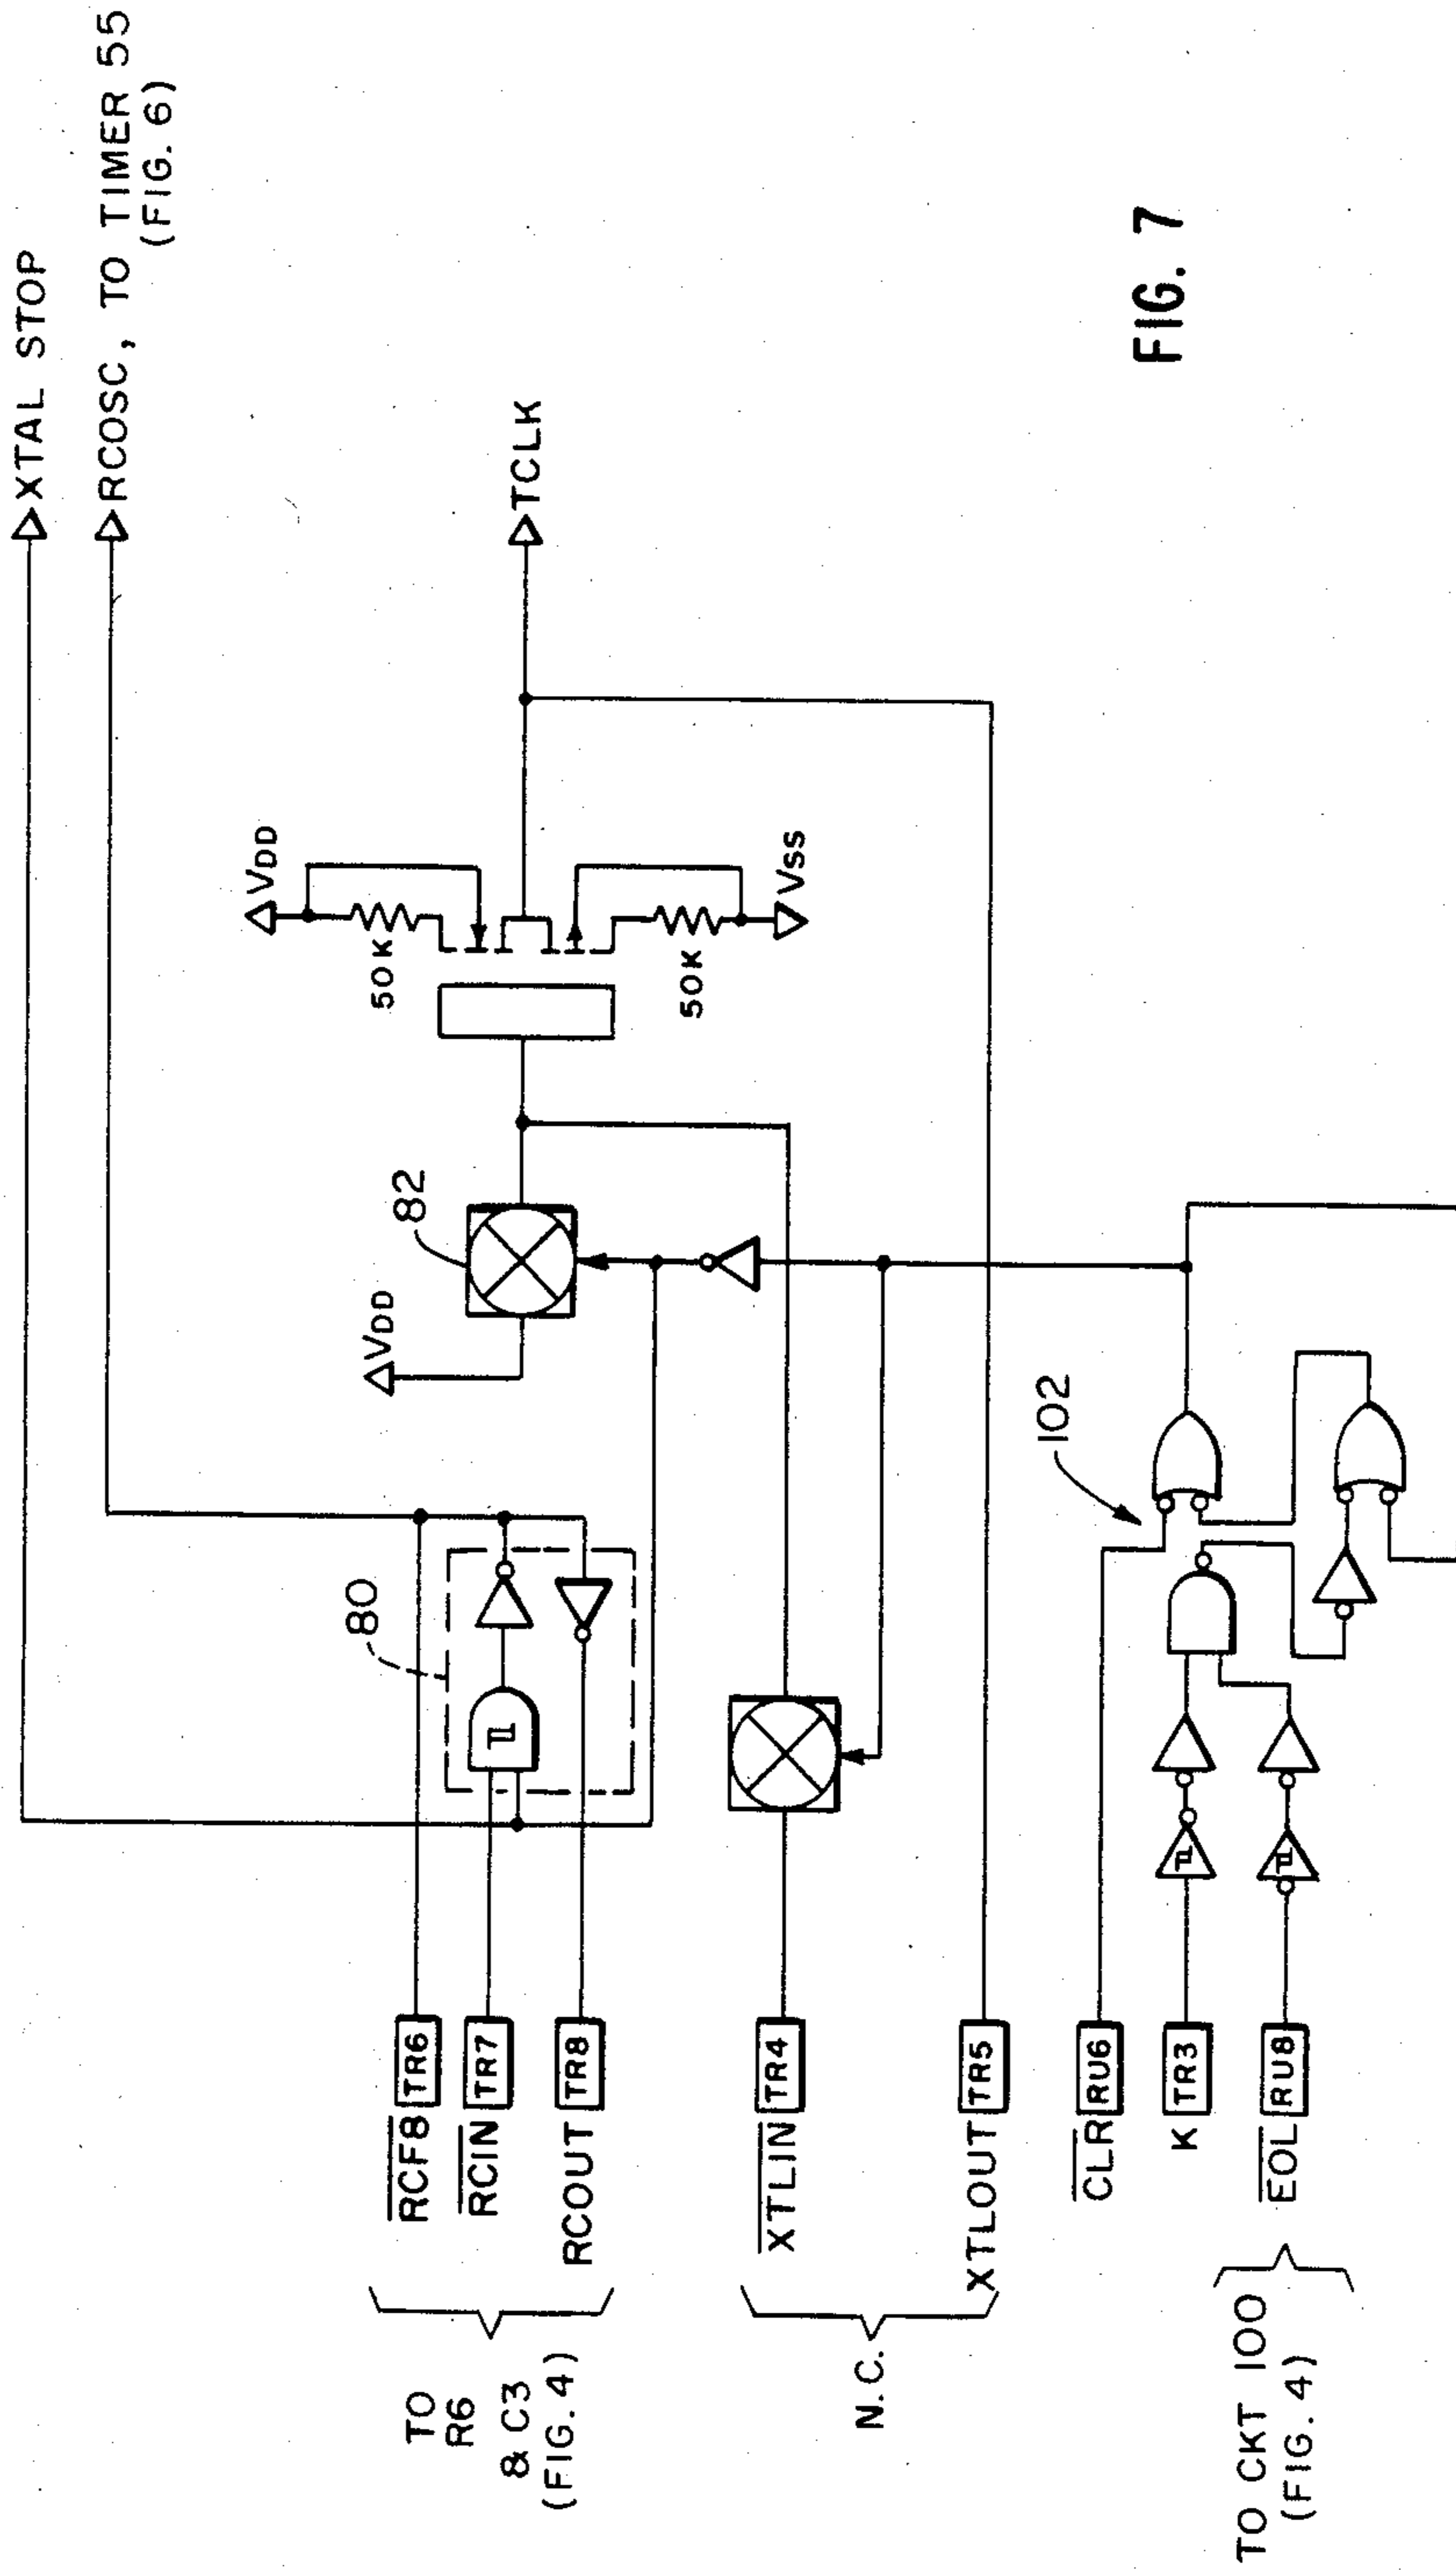 XTAL STOP
RCOSC, TO TIMER 55
(FIG. 6)
TO
R6
& C3
(FIG. 4)
RCF8
TR6
RCIN
TR7
RCOUT
TR8
80
VDD
82
VDD
50K
50K
VSS
TCLK
N.C.
XTLIN
TR4
XTLOUT
TR5
TO CKT 100
(FIG. 4)
CLR
RU6
K
TR3
EOL
RU8
102
FIG. 7